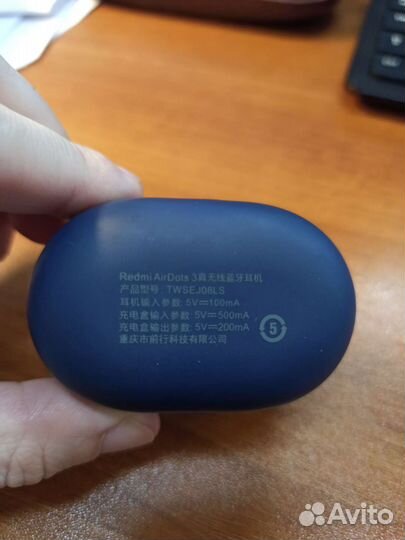 Redmi AirDots 3真无线蓝牙耳机
产品型号: TWSEJ08LS
耳机输入参数: 5V⎓100mA
充电盒输入参数: 5V⎓500mA
充电盒输出参数: 5V⎓200mA
重庆市前行科技有限公司
5
Avito